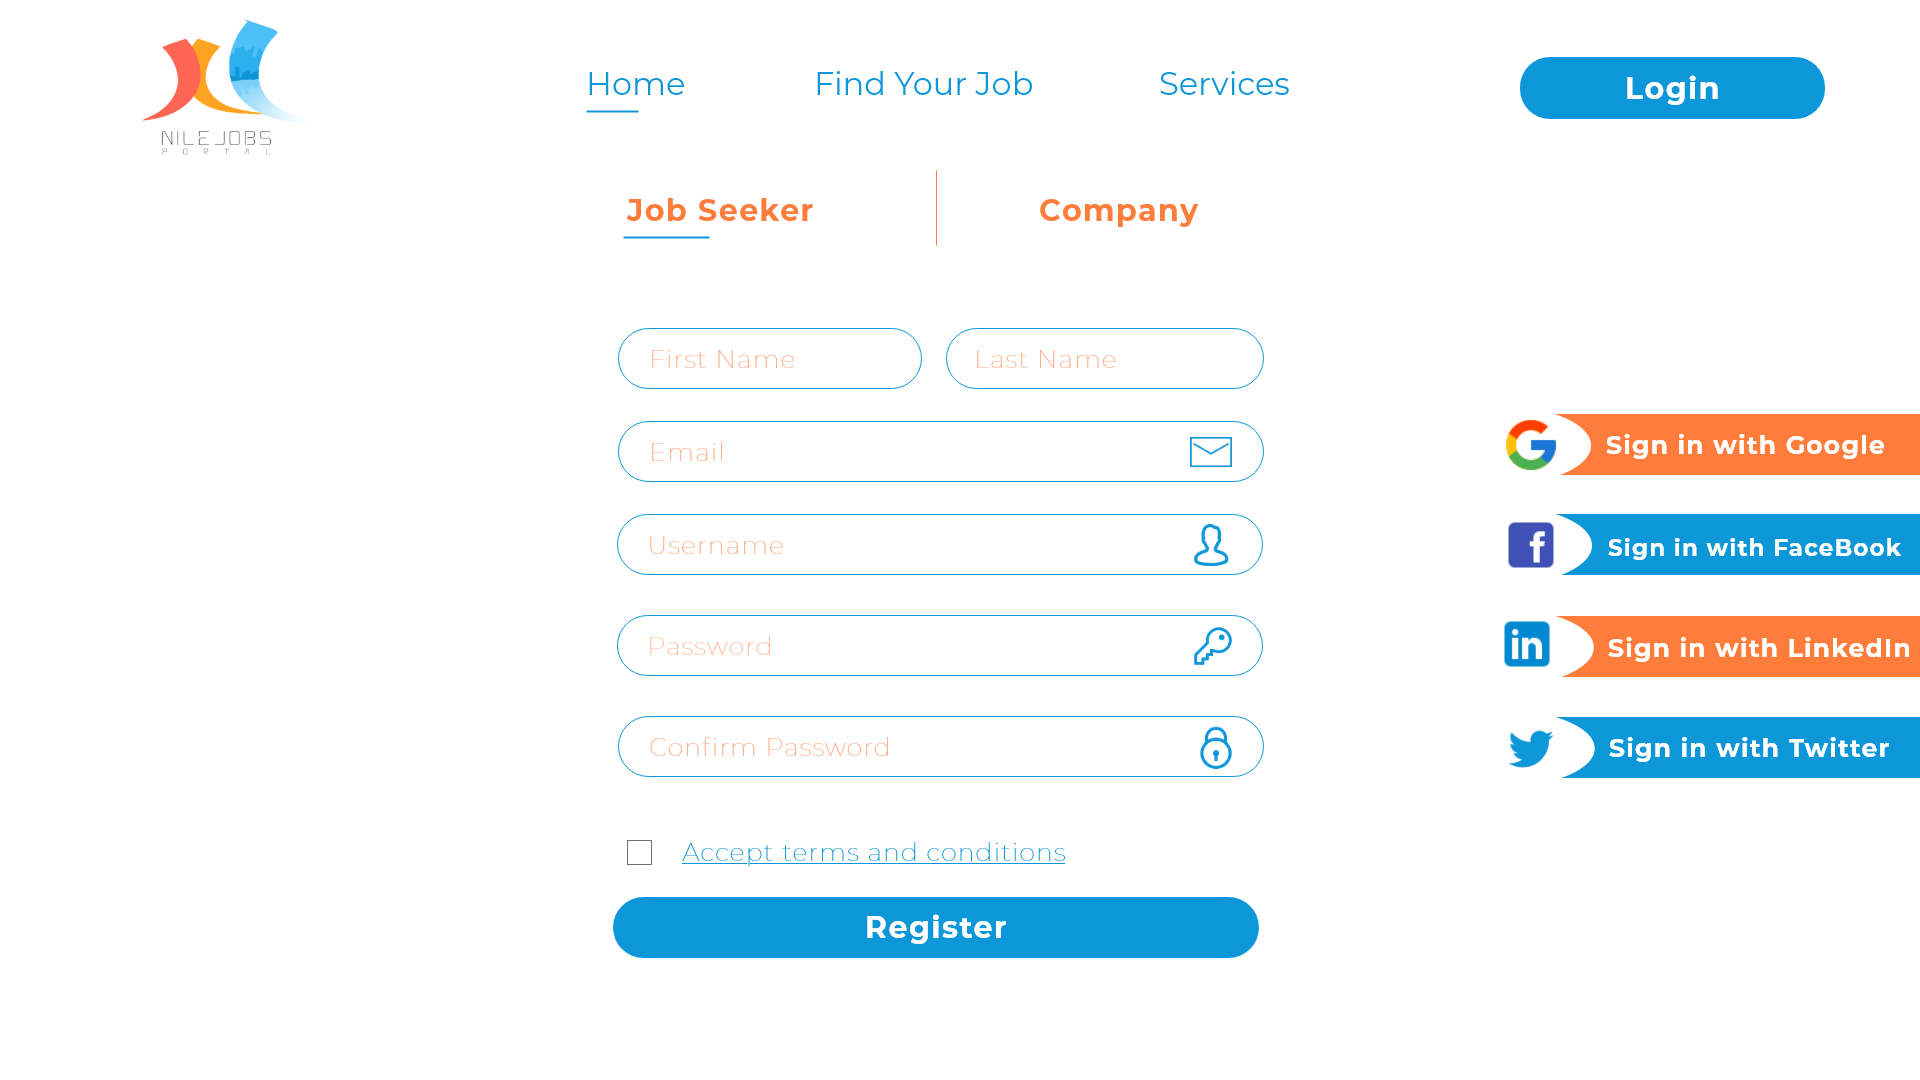 NILE JOBS
PORTAL
Home
Find Your Job
Services
Login
Job Seeker
Company
First Name
Last Name
Email
Username
Password
Confirm Password
Accept terms and conditions
Register
Sign in with Google
f
Sign in with FaceBook
in
Sign in with LinkedIn
Sign in with Twitter